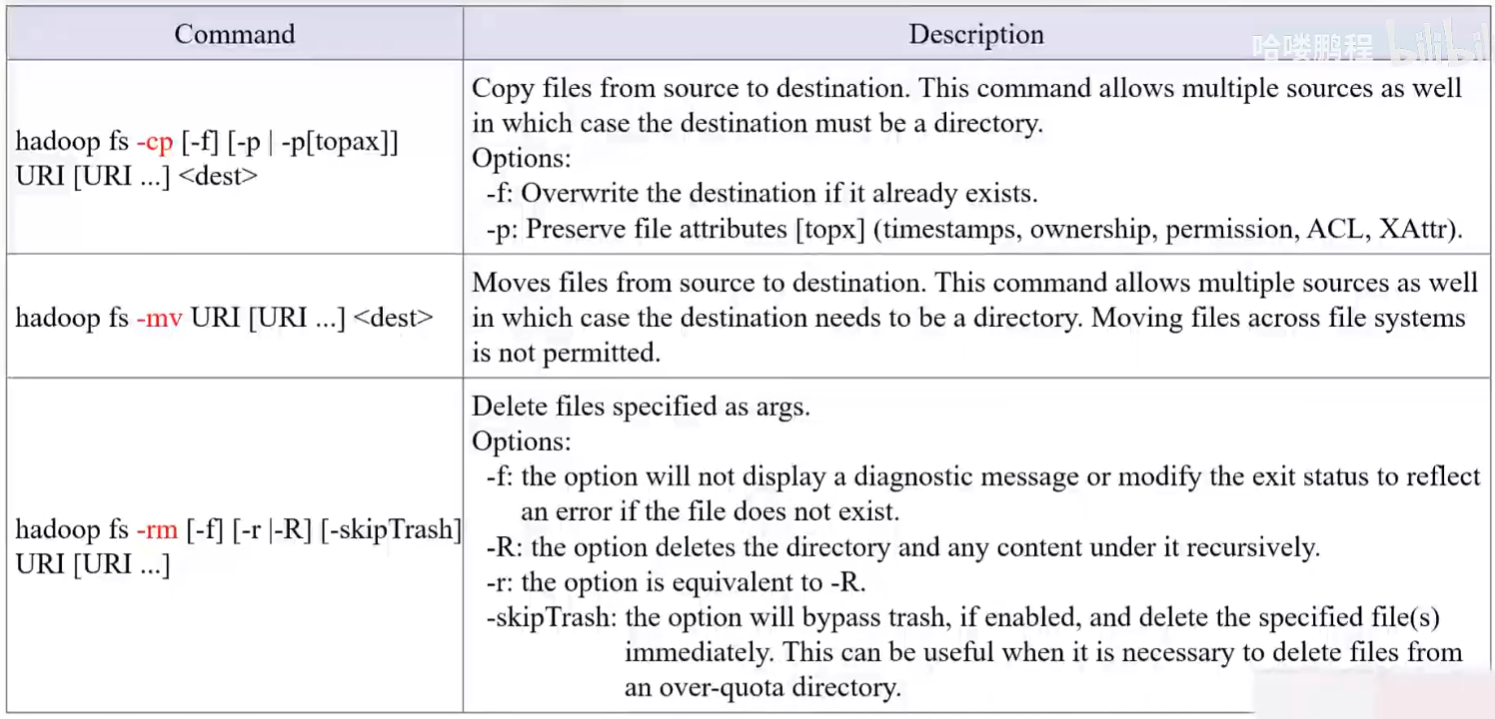 Command
Description
哈喽鹏程 bilibili
hadoop fs -cp [-f] [-p | -p[topax]]
URI [URI ...] <dest>
Copy files from source to destination. This command allows multiple sources as well
in which case the destination must be a directory.
Options:
-f: Overwrite the destination if it already exists.
-p: Preserve file attributes [topx] (timestamps, ownership, permission, ACL, XAttr).
hadoop fs -mv URI [URI ...] <dest>
Moves files from source to destination. This command allows multiple sources as well
in which case the destination needs to be a directory. Moving files across file systems
is not permitted.
hadoop fs -rm [-f] [-r |-R] [-skipTrash]
URI [URI ...]
Delete files specified as args.
Options:
-f: the option will not display a diagnostic message or modify the exit status to reflect
an error if the file does not exist.
-R: the option deletes the directory and any content under it recursively.
-r: the option is equivalent to -R.
-skipTrash: the option will bypass trash, if enabled, and delete the specified file(s)
immediately. This can be useful when it is necessary to delete files from
an over-quota directory.